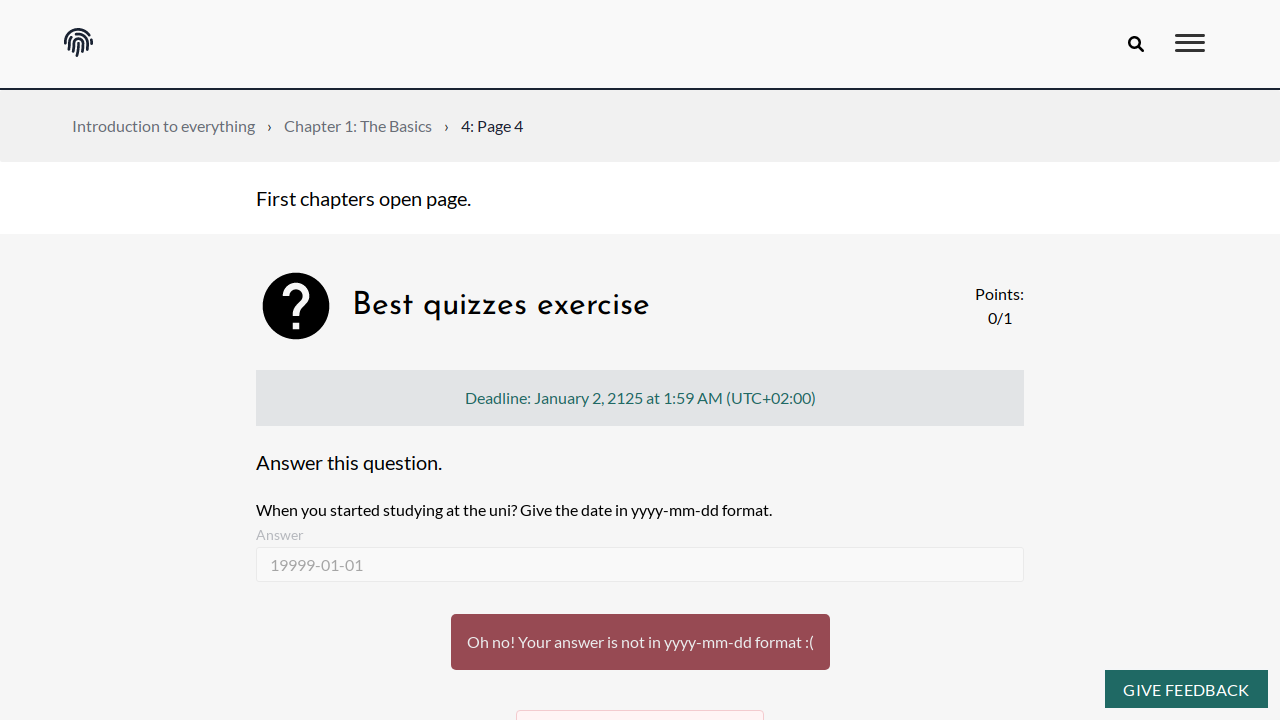 Introduction to everything › Chapter 1: The Basics › 4: Page 4
First chapters open page.
Best quizzes exercise
Points:
0/1
Deadline: January 2, 2125 at 1:59 AM (UTC+02:00)
Answer this question.
When you started studying at the uni? Give the date in yyyy-mm-dd format.
Answer
19999-01-01
Oh no! Your answer is not in yyyy-mm-dd format :(
GIVE FEEDBACK